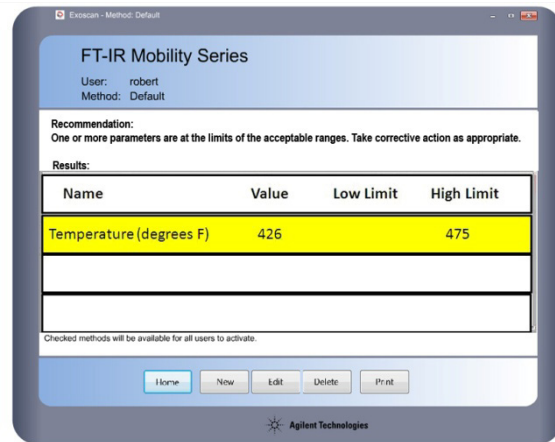 Exoscan - Method: Default
FT-IR Mobility Series
User: robert
Method: Default
Recommendation:
One or more parameters are at the limits of the acceptable ranges. Take corrective action as appropriate.
Results:
Name Value Low Limit High Limit
Temperature (degrees F) 426 475
Checked methods will be available for all users to activate.
Home New Edit Delete Print
Agilent Technologies